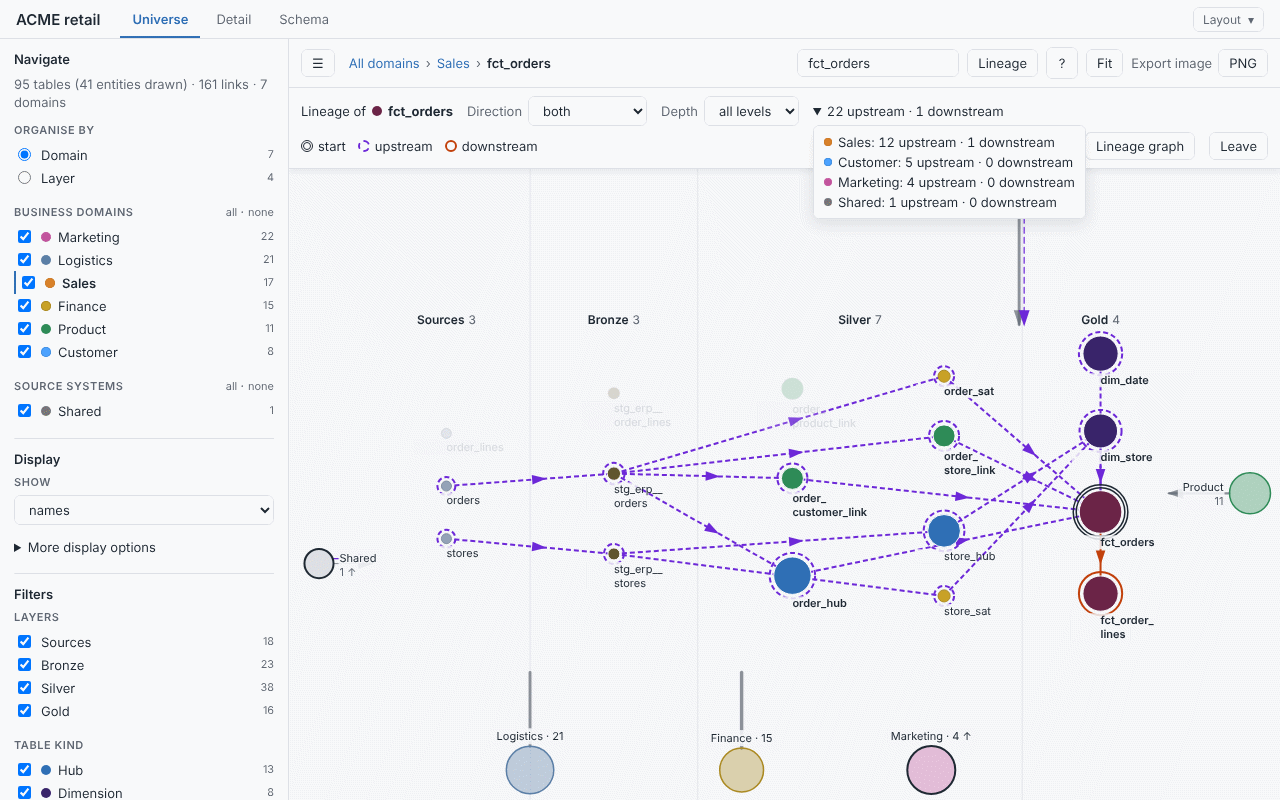 ACME retail
Universe
Detail
Schema
Layout ▾
Navigate
95 tables (41 entities drawn) · 161 links · 7
domains
ORGANISE BY
Domain 7
Layer 4
BUSINESS DOMAINS all · none
Marketing 22
Logistics 21
Sales 17
Finance 15
Product 11
Customer 8
SOURCE SYSTEMS all · none
Shared 1
Display
SHOW
names
▶ More display options
Filters
LAYERS
Sources 18
Bronze 23
Silver 38
Gold 16
TABLE KIND
Hub 13
Dimension 8
☰
All domains › Sales › fct_orders
fct_orders
Lineage
?
Fit
Export image
PNG
Lineage of fct_orders
Direction both
Depth all levels
▼ 22 upstream · 1 downstream
start upstream downstream
Sales: 12 upstream · 1 downstream
Customer: 5 upstream · 0 downstream
Marketing: 4 upstream · 0 downstream
Shared: 1 upstream · 0 downstream
Lineage graph
Leave
Sources 3
Bronze 3
Silver 7
Gold 4
dim_date
order_sat
stg_erp__
order_lines
order_
product_link
order_lines
dim_store
order_
store_link
Product
11
orders
stg_erp__
orders
order_
customer_link
fct_orders
stores
Shared
1 ↑
stg_erp__
stores
store_hub
order_hub
store_sat
fct_order_
lines
Logistics · 21
Finance · 15
Marketing · 4 ↑